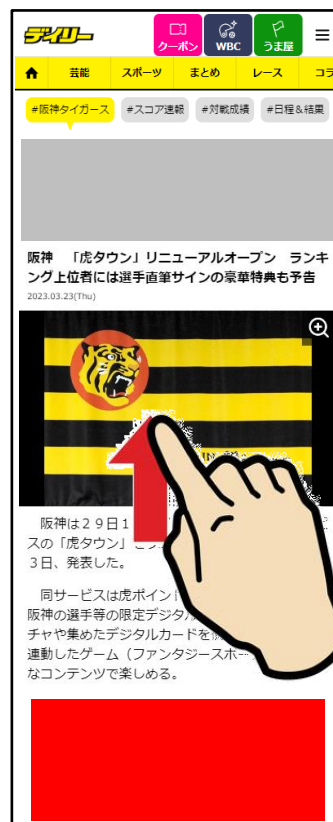 デイリー
クーポン
WBC
うま屋
芸能 スポーツ まとめ レース コラ
#阪神タイガース #スコア速報 #対戦成績 #日程&結果
阪神 「虎タウン」リニューアルオープン ランキ
ング上位者には選手直筆サインの豪華特典も予告
2023.03.23(Thu)
阪神は29日1
スの「虎タウン」
3日、発表した。
同サービスは虎ポイント
阪神の選手等の限定デジタル
チャや集めたデジタルカードを
連動したゲーム(ファンタジースポー
なコンテンツで楽しめる。